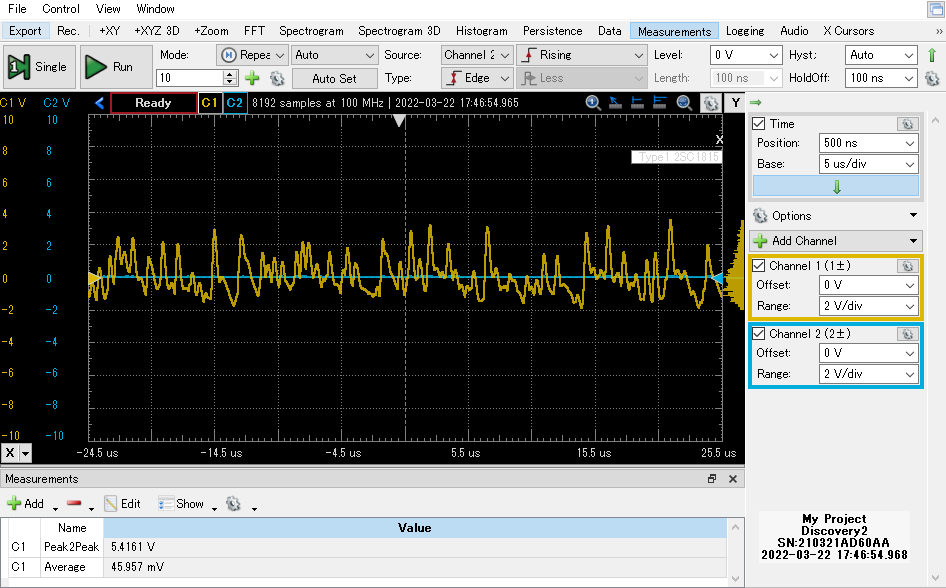 File Control View Window
Export Rec. +XY +XYZ 3D +Zoom FFT Spectrogram Spectrogram 3D Histogram Persistence Data Measurements Logging Audio X Cursors »
Single Run Mode: Repea Auto Source: Channel 2 Rising Level: 0 V Hyst: Auto
10 Auto Set Type: Edge Less Length: 100 ns HoldOff: 100 ns
C1 V C2 V Ready C1 C2 8192 samples at 100 MHz | 2022-03-22 17:46:54.965 Y
10 10
8 8
6 6
4 4
2 2
0 0
-2 -2
-4 -4
-6 -6
-8 -8
-10 -10
X
Type1 2SC1815
X -24.5 us -14.5 us -4.5 us 5.5 us 15.5 us 25.5 us
Time
Position: 500 ns
Base: 5 us/div
Options
Add Channel
Channel 1 (1±)
Offset: 0 V
Range: 2 V/div
Channel 2 (2±)
Offset: 0 V
Range: 2 V/div
Measurements
Add Edit Show
Name Value
C1 Peak2Peak 5.4161 V
C1 Average 45.957 mV
My Project
Discovery2
SN:210321AD60AA
2022-03-22 17:46:54.968